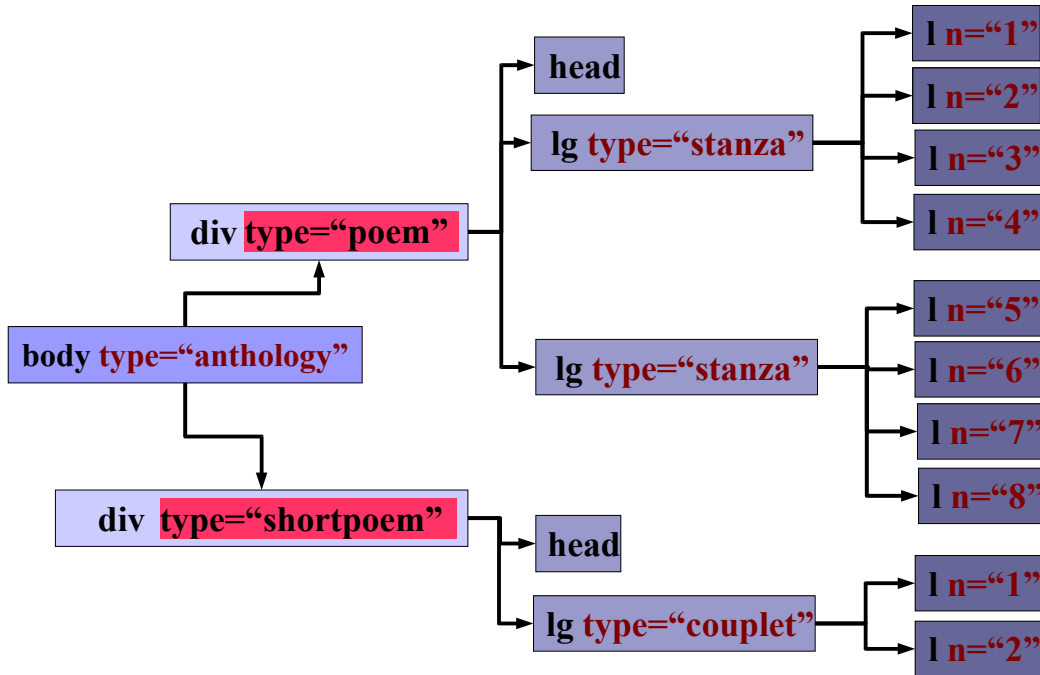 l n=“1”
head
l n=“2”
lg type=“stanza”
l n=“3”
l n=“4”
div type=“poem”
l n=“5”
body type=“anthology”
lg type=“stanza”
l n=“6”
l n=“7”
l n=“8”
div type=“shortpoem”
head
l n=“1”
lg type=“couplet”
l n=“2”